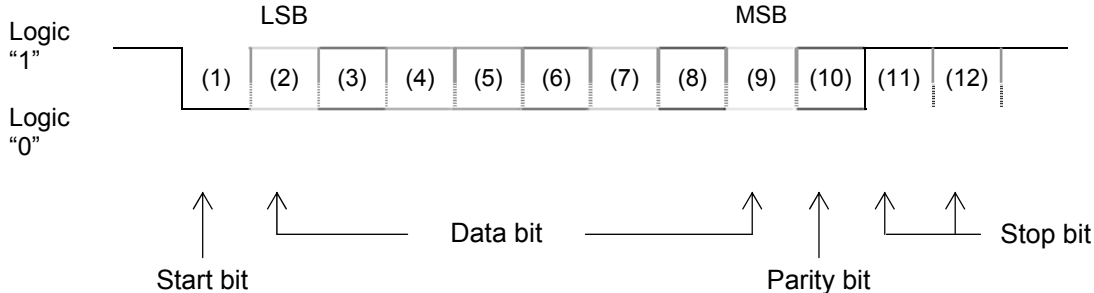 LSB MSB
Logic
“1”
(1) (2) (3) (4) (5) (6) (7) (8) (9) (10) (11) (12)
Logic
“0”
Data bit Stop bit
Start bit Parity bit